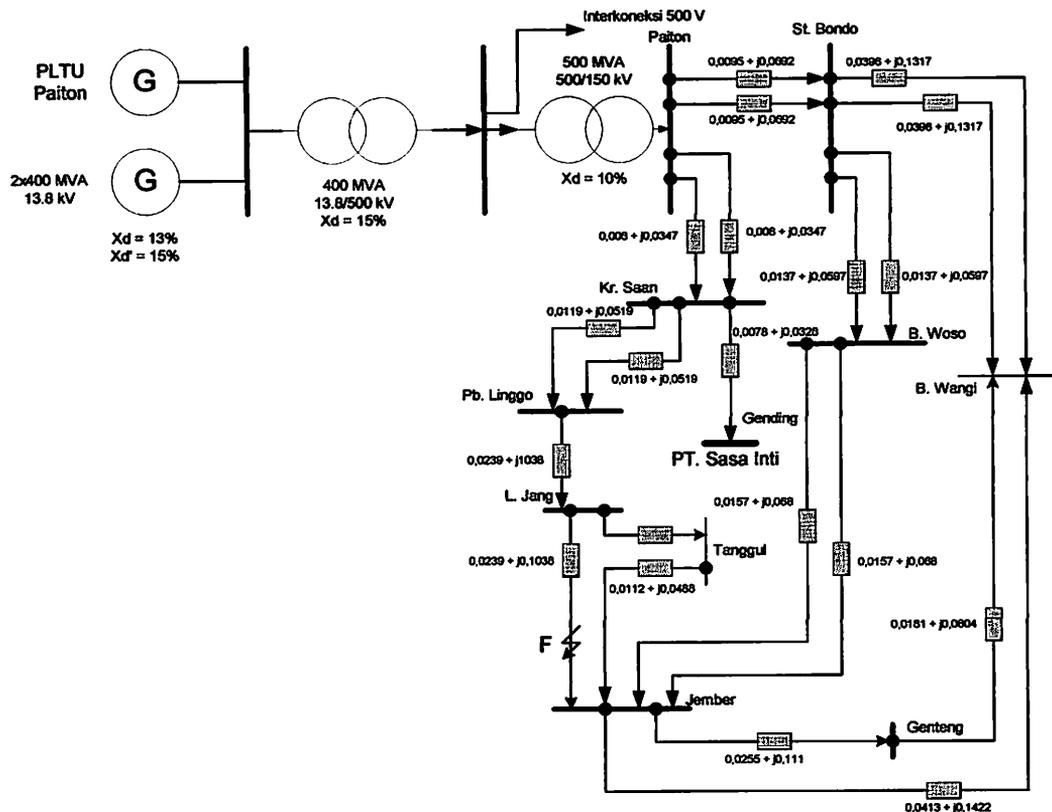 Interkoneksi 500 V
Paiton
St. Bondo
PLTU
Paiton
G
500 MVA
500/150 kV
0,0095 + j0,0692
0,0396 + j0,1317
0,0095 + j0,0692
0,0396 + j0,1317
2x400 MVA
13.8 kV
G
400 MVA
13.8/500 kV
Xd = 15%
Xd = 10%
Xd = 13%
Xd' = 15%
0,008 + j0,0347
0,008 + j0,0347
0,0137 + j0,0597
0,0137 + j0,0597
Kr. Saan
0,0119 + j0,0519
0,0078 + j0,0328
B. Woso
0,0119 + j0,0519
B. Wangi
Pb. Linggo
Gending
PT. Sasa Inti
0,0239 + j1038
L. Jang
0,0157 + j0,068
Tanggul
0,0239 + j0,1038
0,0157 + j0,068
0,0112 + j0,0488
0,0181 + j0,0804
F
Jember
Genteng
0,0255 + j0,111
0,0413 + j0,1422